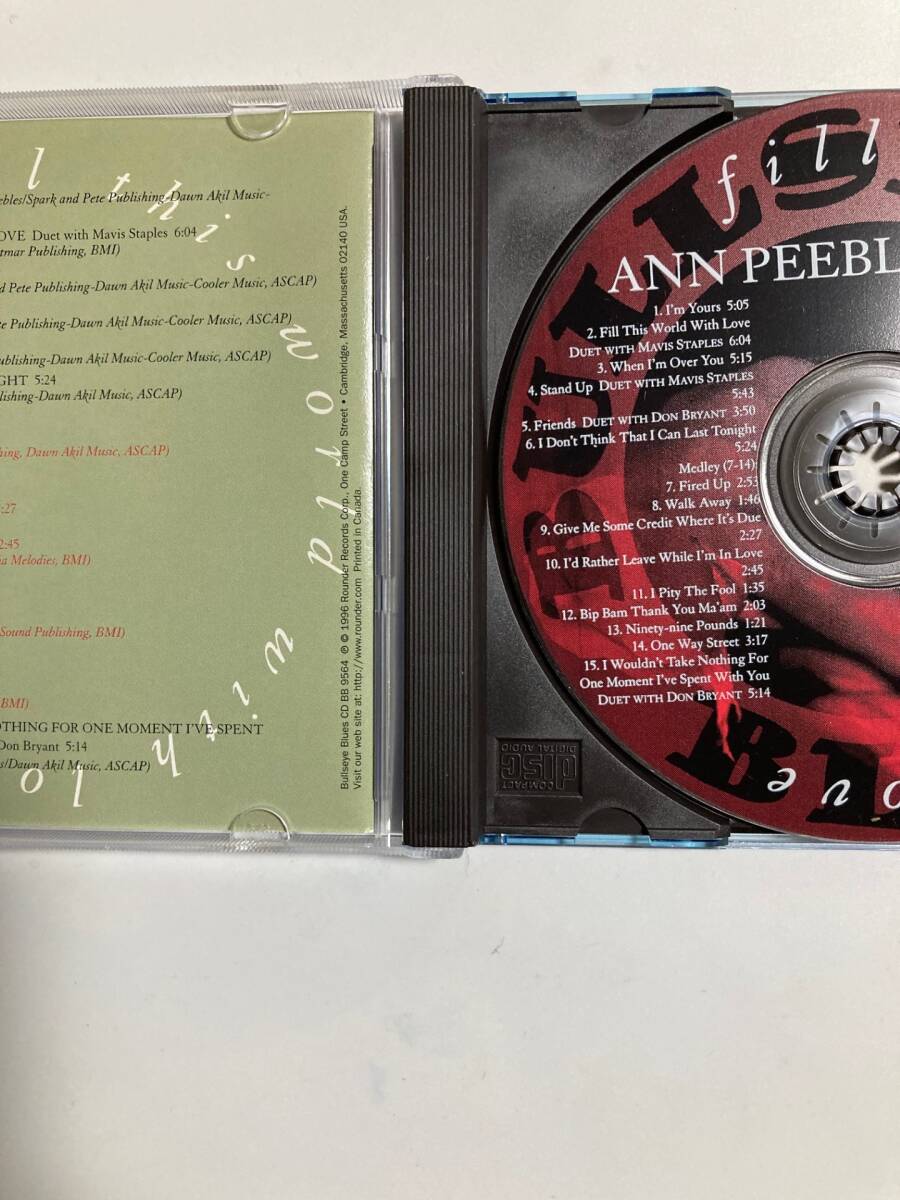 eebles/Spark and Pete Publishing-Dawn Akil Music-
OVE Duet with Mavis Staples 6:04
tmar Publishing, BMI)
d Pete Publishing-Dawn Akil Music-Cooler Music, ASCAP)
te Publishing-Dawn Akil Music-Cooler Music, ASCAP)
Publishing-Dawn Akil Music-Cooler Music, ASCAP)
GHT 5:24
lishing-Dawn Akil Music, ASCAP)
hing, Dawn Akil Music, ASCAP)
:27
2:45
a Melodies, BMI)
Sound Publishing, BMI)
BMI)
OTHING FOR ONE MOMENT I'VE SPENT
Don Bryant 5:14
s/Dawn Akil Music, ASCAP)
l this world with lo
Bullseye Blues CD BB 9564 ℗ © 1996 Rounder Records Corp., One Camp Street • Cambridge, Massachusetts 02140 USA.
Visit our web site at: http://www.rounder.com Printed in Canada.
fill
BULLS
ANN PEEBL
1. I'm Yours 5:05
2. Fill This World With Love
DUET WITH MAVIS STAPLES 6:04
3. When I'm Over You 5:15
4. Stand Up DUET WITH MAVIS STAPLES
5:43
5. Friends DUET WITH DON BRYANT 3:50
6. I Don't Think That I Can Last Tonight
5:24
Medley (7-14):
7. Fired Up 2:53
8. Walk Away 1:46
9. Give Me Some Credit Where It's Due
2:27
10. I'd Rather Leave While I'm In Love
2:45
11. I Pity The Fool 1:35
12. Bip Bam Thank You Ma'am 2:03
13. Ninety-nine Pounds 1:21
14. One Way Street 3:17
15. I Wouldn't Take Nothing For
One Moment I've Spent With You
DUET WITH DON BRYANT 5:14
BL
ove
COMPACT
disc
DIGITAL AUDIO